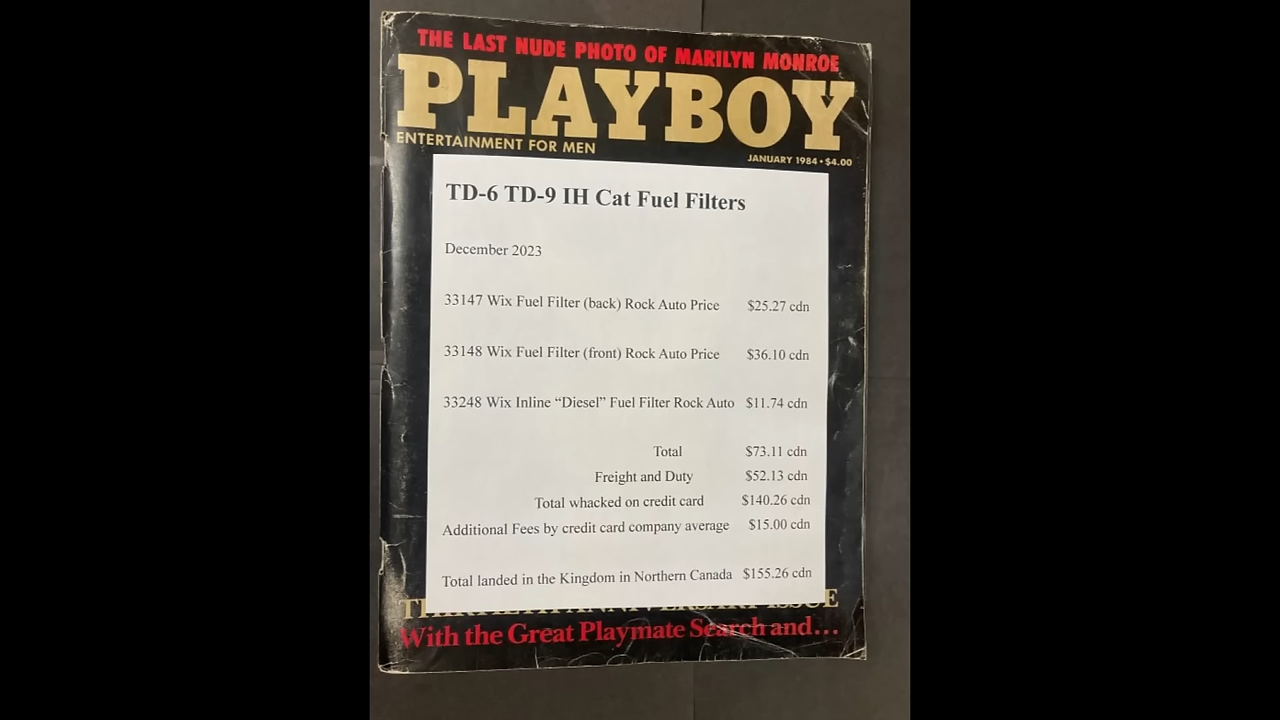 THE LAST NUDE PHOTO OF MARILYN MONROE
PLAYBOY
ENTERTAINMENT FOR MEN
JANUARY 1984 • $4.00
TD-6 TD-9 IH Cat Fuel Filters
December 2023
33147 Wix Fuel Filter (back) Rock Auto Price $25.27 cdn
33148 Wix Fuel Filter (front) Rock Auto Price $36.10 cdn
33248 Wix Inline “Diesel” Fuel Filter Rock Auto $11.74 cdn
Total $73.11 cdn
Freight and Duty $52.13 cdn
Total whacked on credit card $140.26 cdn
Additional Fees by credit card company average $15.00 cdn
Total landed in the Kingdom in Northern Canada $155.26 cdn
ANNIVERSARY ISSUE
With the Great Playmate Search and...